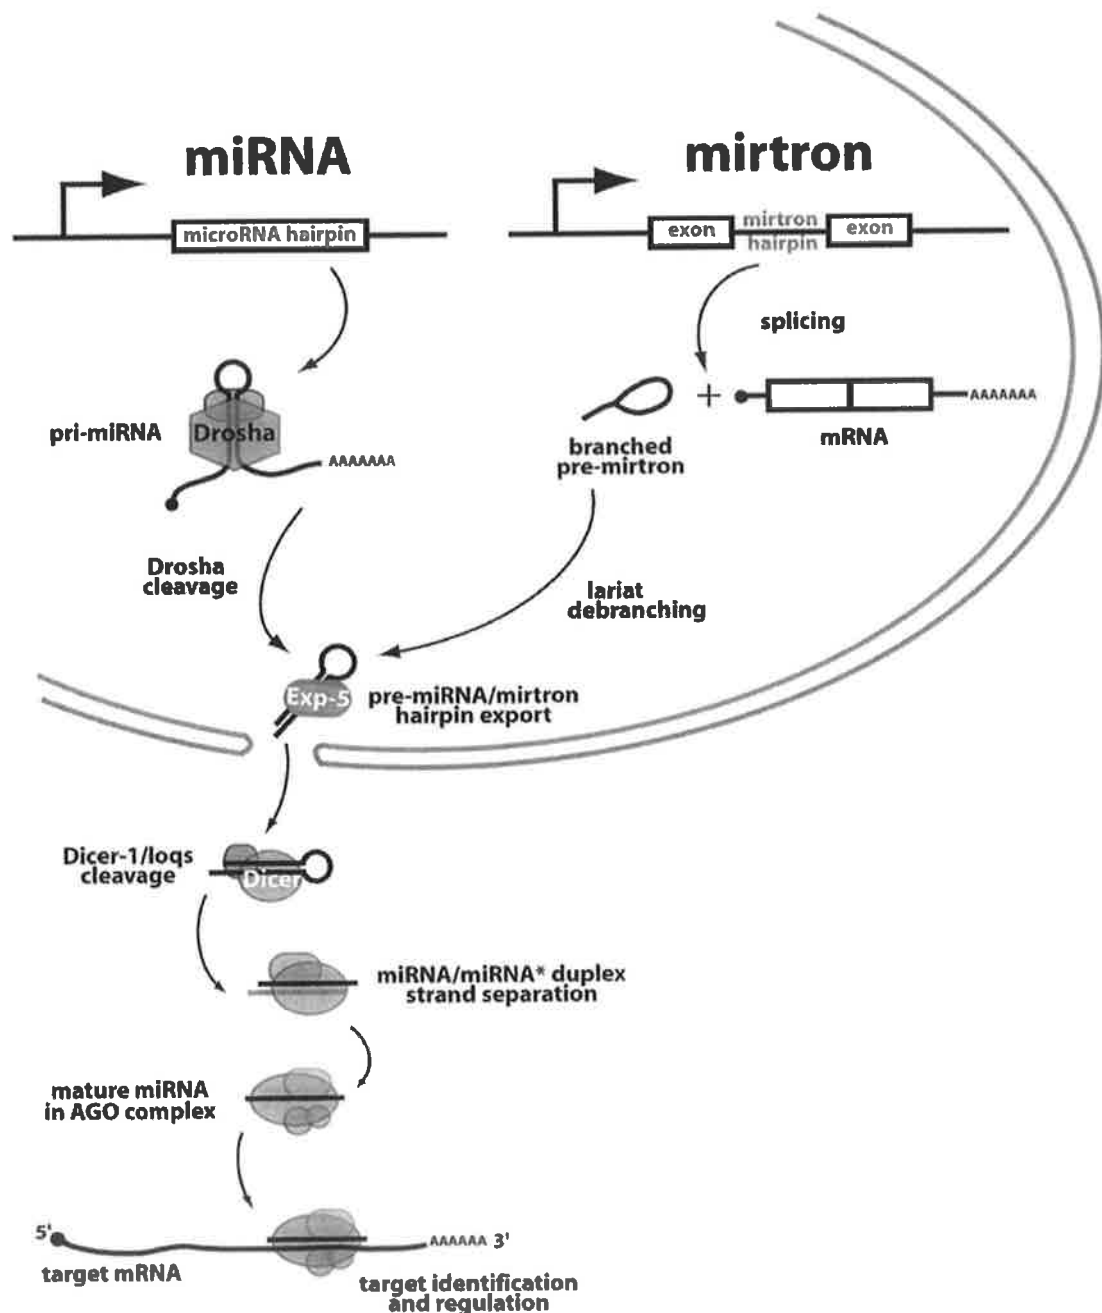 miRNA
mirtron
microRNA hairpin
exon
mirtron
hairpin
exon
splicing
pri-miRNA
Drosha
AAAAAAA
branched
pre-mirtron
+
AAAAAAA
mRNA
Drosha
cleavage
lariat
debranching
Exp-5
pre-miRNA/mirtron
hairpin export
Dicer-1/loqs
cleavage
Dicer
miRNA/miRNA* duplex
strand separation
mature miRNA
in AGO complex
5'
AAAAAA 3'
target mRNA
target identification
and regulation